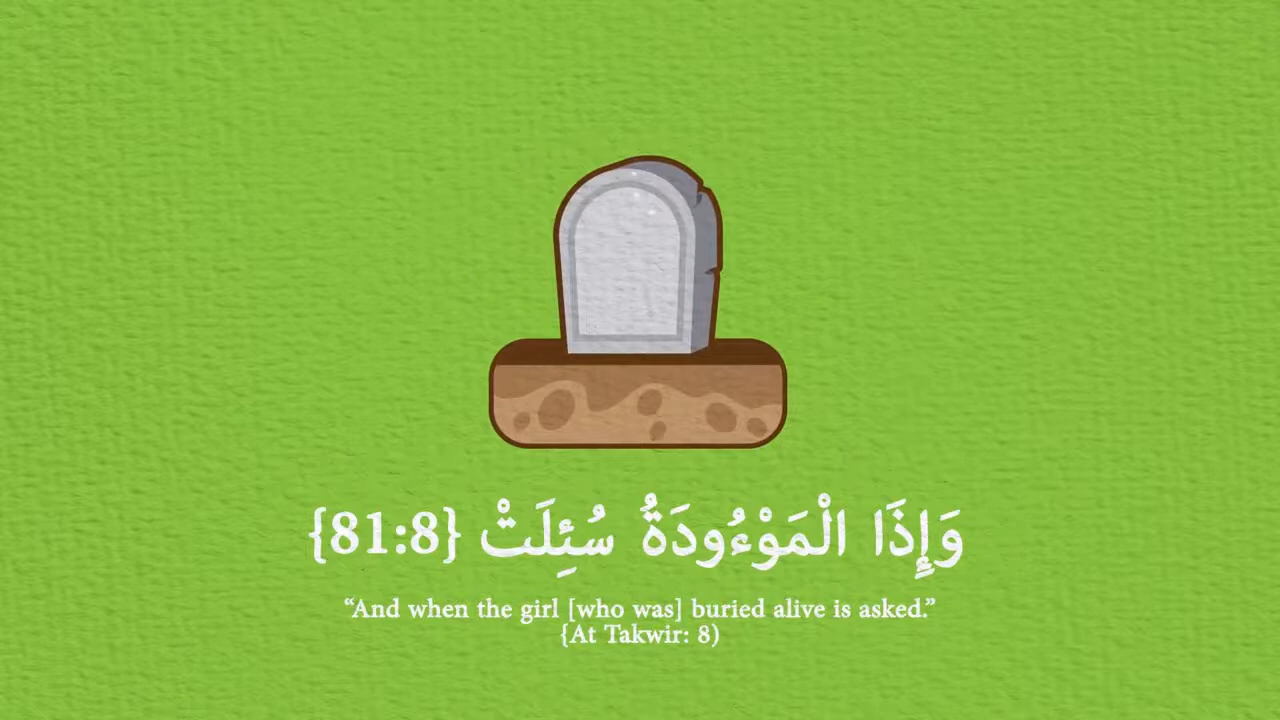 وَإِذَا الْمَوْءُودَةُ سُئِلَتْ {81:8}
“And when the girl [who was] buried alive is asked.”
{At Takwir: 8)